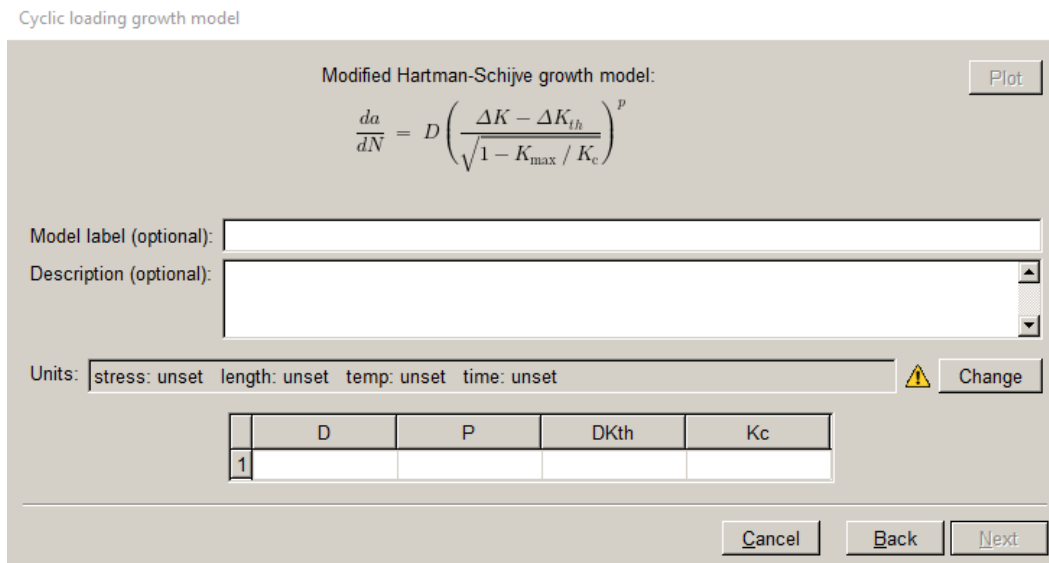 Cyclic loading growth model
Modified Hartman-Schijve growth model:
Plot
da/dN = D ( (ΔK − ΔK_th) / √(1 − K_max / K_c) )^p
Model label (optional):
Description (optional):
Units: stress: unset length: unset temp: unset time: unset Change
D P DKth Kc
1
Cancel Back Next